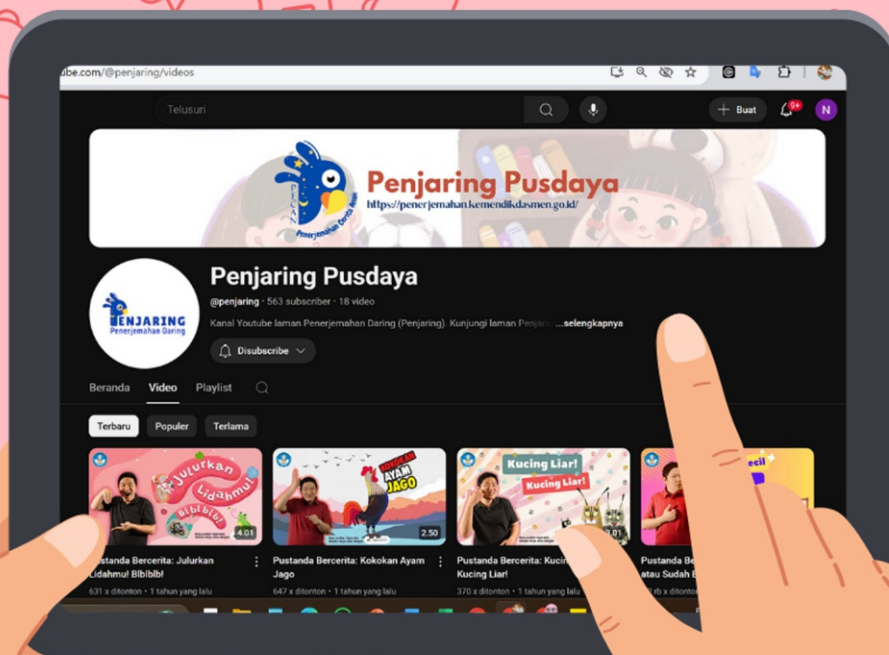 ube.com/@penjaring/videos
Telusuri
Buat
9+
N
PECAN
Penerjemahan Cerita Anak
Penjaring Pusdaya
https://penerjemahan.kemendikdasmen.go.id/
PENJARING
Penerjemahan Daring
Penjaring Pusdaya
@penjaring · 563 subscriber · 18 video
Kanal Youtube laman Penerjemahan Daring (Penjaring). Kunjungi laman Penjari ...selengkapnya
Disubscribe
Beranda Video Playlist
Terbaru Populer Terlama
Julurkan Lidahmu! Blblblb!
4.01
KOKOKAN
AYAM
JAGO
2.50
Kucing Liar!
Kucing Liar!
ecil
Pustanda Bercerita: Julurkan
Lidahmu! Blblblb!
631 x ditonton · 1 tahun yang lalu
Pustanda Bercerita: Kokokan Ayam
Jago
647 x ditonton · 1 tahun yang lalu
Pustanda Bercerita:
Kucing Liar!
370 x ditonton · 1 tahun yang lalu
Pustanda
atau Sudah
rb x ditonton